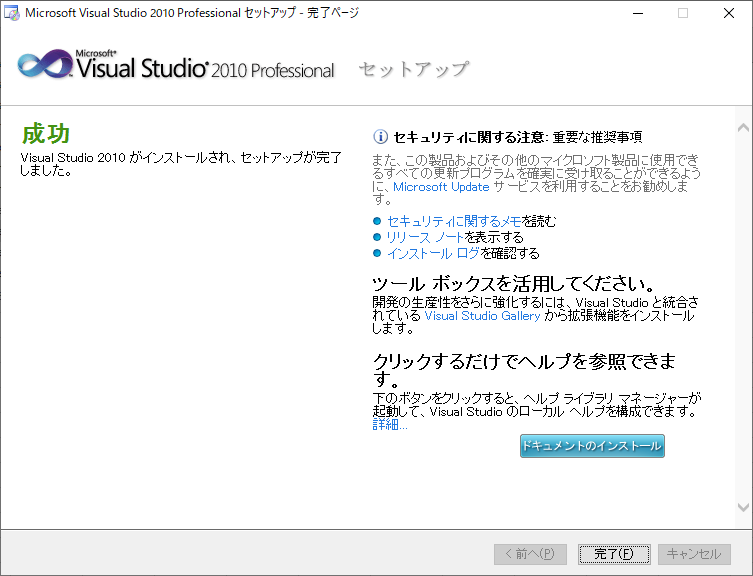 Microsoft Visual Studio 2010 Professional セットアップ - 完了ページ
Microsoft®
Visual Studio® 2010 Professional セットアップ
成功
Visual Studio 2010 がインストールされ、セットアップが完了
しました。
セキュリティに関する注意: 重要な推奨事項
また、この製品およびその他のマイクロソフト製品に使用でき
るすべての更新プログラムを確実に受け取ることができるよう
に、Microsoft Update サービスを利用することをお勧めしま
す。
セキュリティに関するメモを読む
リリース ノートを表示する
インストール ログを確認する
ツール ボックスを活用してください。
開発の生産性をさらに強化するには、Visual Studio と統合さ
れている Visual Studio Gallery から拡張機能をインストール
します。
クリックするだけでヘルプを参照できま
す。
下のボタンをクリックすると、ヘルプ ライブラリ マネージャーが
起動して、Visual Studio のローカル ヘルプを構成できます。
詳細...
ドキュメントのインストール
< 前へ(P)
完了(F)
キャンセル